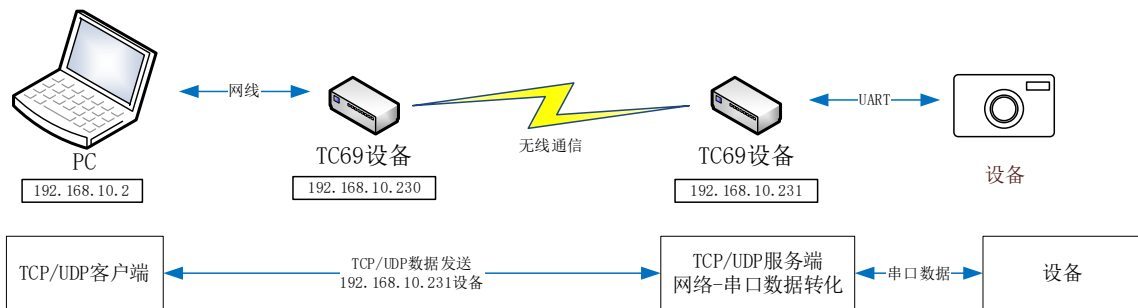 网线
UART
无线通信
PC
TC69设备
TC69设备
设备
192.168.10.2
192.168.10.230
192.168.10.231
TCP/UDP客户端
TCP/UDP数据发送
192.168.10.231设备
TCP/UDP服务端
网络-串口数据转化
串口数据
设备